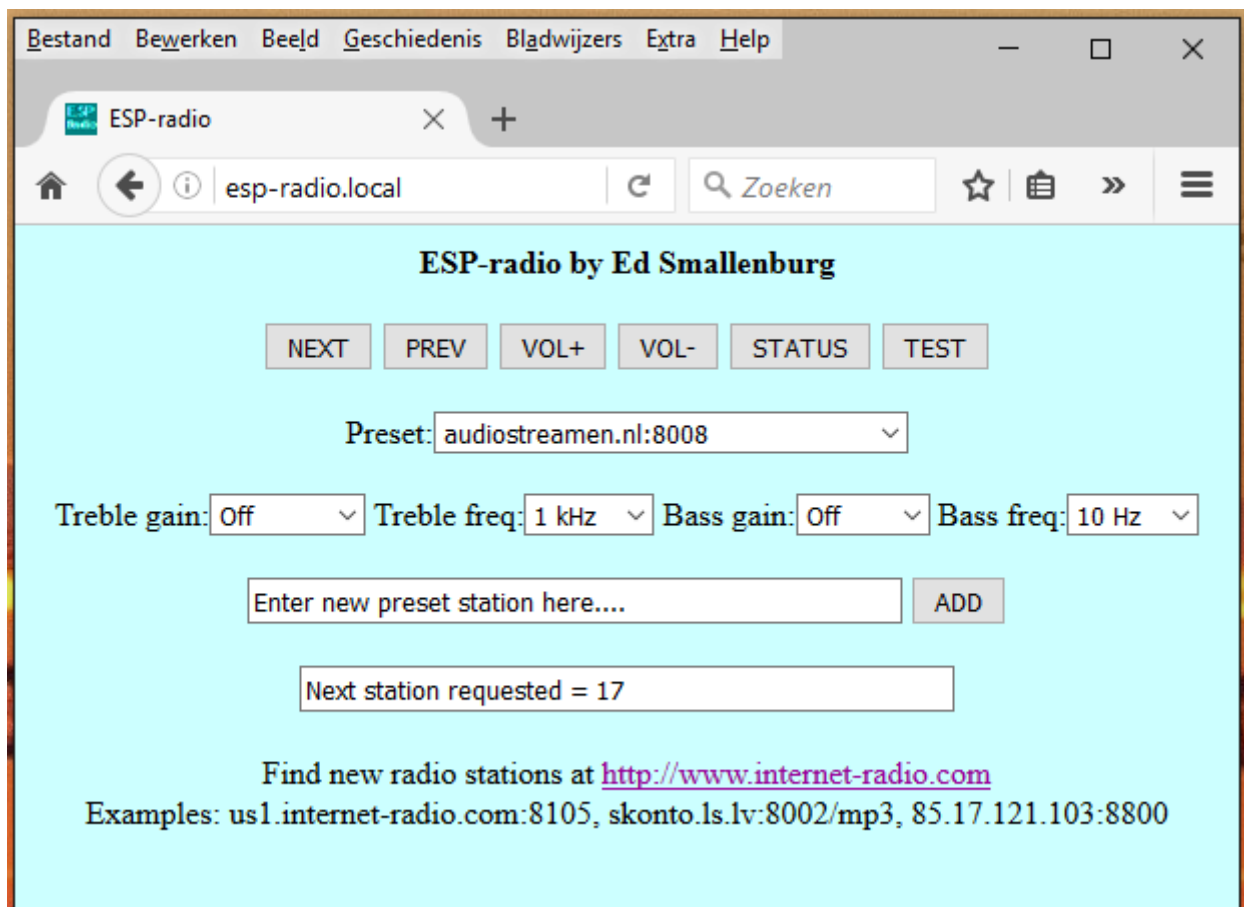 Bestand Bewerken Beeld Geschiedenis Bladwijzers Extra Help
ESP Radio ESP-radio
esp-radio.local Zoeken
ESP-radio by Ed Smallenburg
NEXT PREV VOL+ VOL- STATUS TEST
Preset: audiostreamen.nl:8008
Treble gain: Off Treble freq: 1 kHz Bass gain: Off Bass freq: 10 Hz
Enter new preset station here.... ADD
Next station requested = 17
Find new radio stations at http://www.internet-radio.com
Examples: us1.internet-radio.com:8105, skonto.ls.lv:8002/mp3, 85.17.121.103:8800